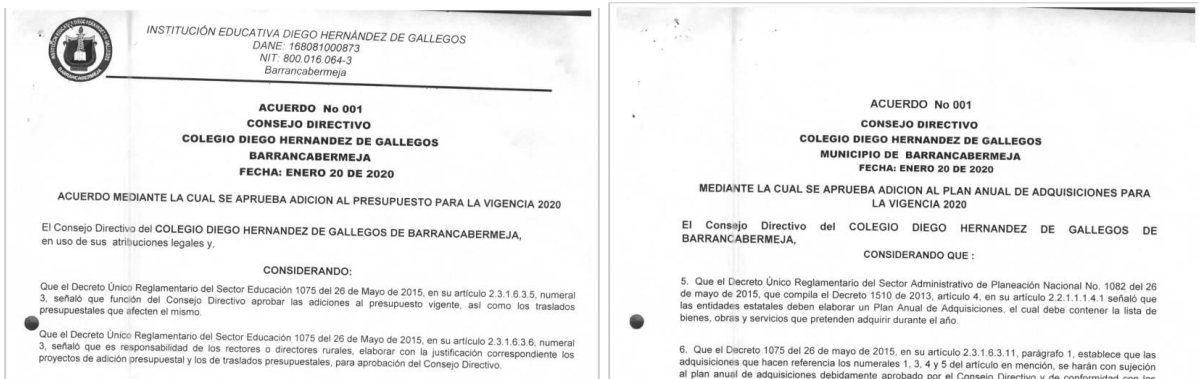 INSTITUCIÓN EDUCATIVA DIEGO HERNÁNDEZ DE GALLEGOS
DANE: 168081000873
NIT: 800.016.064-3
Barrancabermeja
ACUERDO No 001
CONSEJO DIRECTIVO
COLEGIO DIEGO HERNANDEZ DE GALLEGOS
BARRANCABERMEJA
FECHA: ENERO 20 DE 2020
ACUERDO MEDIANTE LA CUAL SE APRUEBA ADICION AL PRESUPUESTO PARA LA VIGENCIA 2020
El Consejo Directivo del COLEGIO DIEGO HERNANDEZ DE GALLEGOS DE BARRANCABERMEJA,
en uso de sus atribuciones legales y,
CONSIDERANDO:
Que el Decreto Único Reglamentario del Sector Educación 1075 del 26 de Mayo de 2015, en su artículo 2.3.1.6.3.5, numeral
3, señaló que función del Consejo Directivo aprobar las adiciones al presupuesto vigente, así como los traslados
presupuestales que afecten el mismo.
Que el Decreto Único Reglamentario del Sector Educación 1075 del 26 de Mayo de 2015, en su artículo 2.3.1.6.3.6, numeral
3, señaló que es responsabilidad de los rectores o directores rurales, elaborar con la justificación correspondiente los
proyectos de adición presupuestal y los de traslados presupuestales, para aprobación del Consejo Directivo.
ACUERDO No 001
CONSEJO DIRECTIVO
COLEGIO DIEGO HERNANDEZ DE GALLEGOS
MUNICIPIO DE BARRANCABERMEJA
FECHA: ENERO 20 DE 2020
MEDIANTE LA CUAL SE APRUEBA ADICION AL PLAN ANUAL DE ADQUISICIONES PARA
LA VIGENCIA 2020
El Consejo Directivo del COLEGIO DIEGO HERNANDEZ DE GALLEGOS DE
BARRANCABERMEJA,
CONSIDERANDO QUE :
5. Que el Decreto Único Reglamentario del Sector Administrativo de Planeación Nacional No. 1082 del 26
de mayo de 2015, que compila el Decreto 1510 de 2013, artículo 4, en su artículo 2.2.1.1.1.4.1 señaló que
las entidades estatales deben elaborar un Plan Anual de Adquisiciones, el cual debe contener la lista de
bienes, obras y servicios que pretenden adquirir durante el año.
6. Que el Decreto 1075 del 26 de mayo de 2015, en su artículo 2.3.1.6.3.11, parágrafo 1, establece que las
adquisiciones que hacen referencia los numerales 1, 3, 4 y 5 del artículo en mención, se harán con sujeción
al plan anual de adquisiciones debidamente aprobado por el Consejo Directivo y de conformidad con las